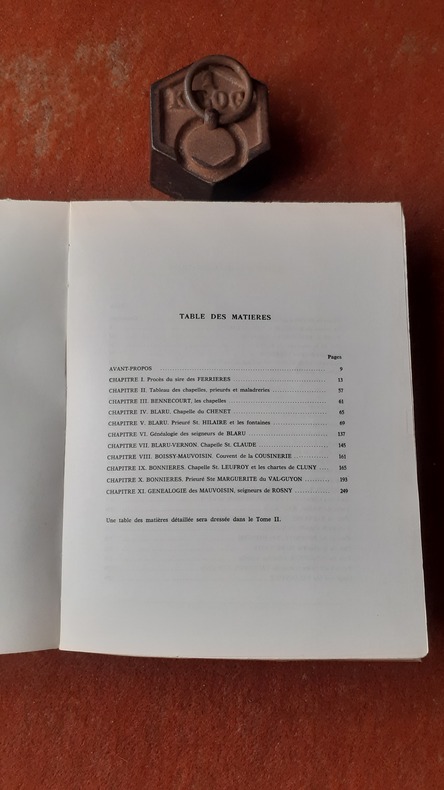 TABLE DES MATIERES
Pages
AVANT-PROPOS 9
CHAPITRE I. Procès du sire des FERRIERES 13
CHAPITRE II. Tableau des chapelles, prieurés et maladreries 57
CHAPITRE III. BENNECOURT, les chapelles 61
CHAPITRE IV. BLARU. Chapelle du CHENET 65
CHAPITRE V. BLARU. Prieuré St. HILAIRE et les fontaines 69
CHAPITRE VI. Généalogie des seigneurs de BLARU 137
CHAPITRE VII. BLARU-VERNON. Chapelle St. CLAUDE 145
CHAPITRE VIII. BOISSY-MAUVOISIN. Couvent de la COUSINERIE 161
CHAPITRE IX. BONNIERES. Chapelle St. LEUFROY et les chartes de CLUNY 165
CHAPITRE X. BONNIERES. Prieuré Ste MARGUERITE du VAL-GUYON 193
CHAPITRE XI. GENEALOGIE des MAUVOISIN, seigneurs de ROSNY 249
Une table des matières détaillée sera dressée dans le Tome II.